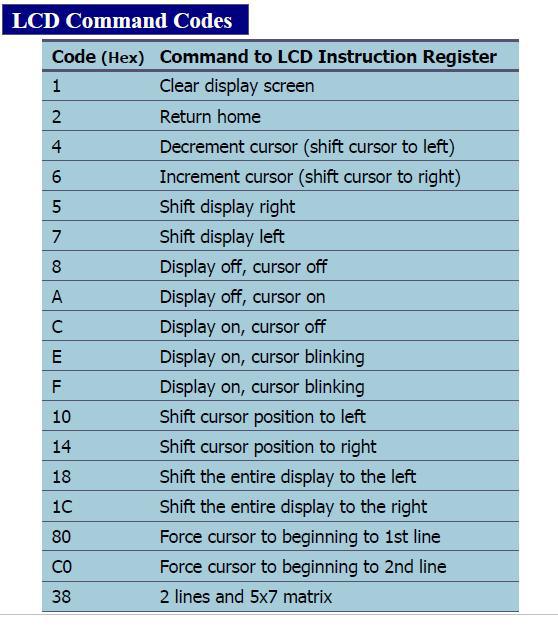 LCD Command Codes
Code (Hex) Command to LCD Instruction Register
1 Clear display screen
2 Return home
4 Decrement cursor (shift cursor to left)
6 Increment cursor (shift cursor to right)
5 Shift display right
7 Shift display left
8 Display off, cursor off
A Display off, cursor on
C Display on, cursor off
E Display on, cursor blinking
F Display on, cursor blinking
10 Shift cursor position to left
14 Shift cursor position to right
18 Shift the entire display to the left
1C Shift the entire display to the right
80 Force cursor to beginning to 1st line
C0 Force cursor to beginning to 2nd line
38 2 lines and 5x7 matrix